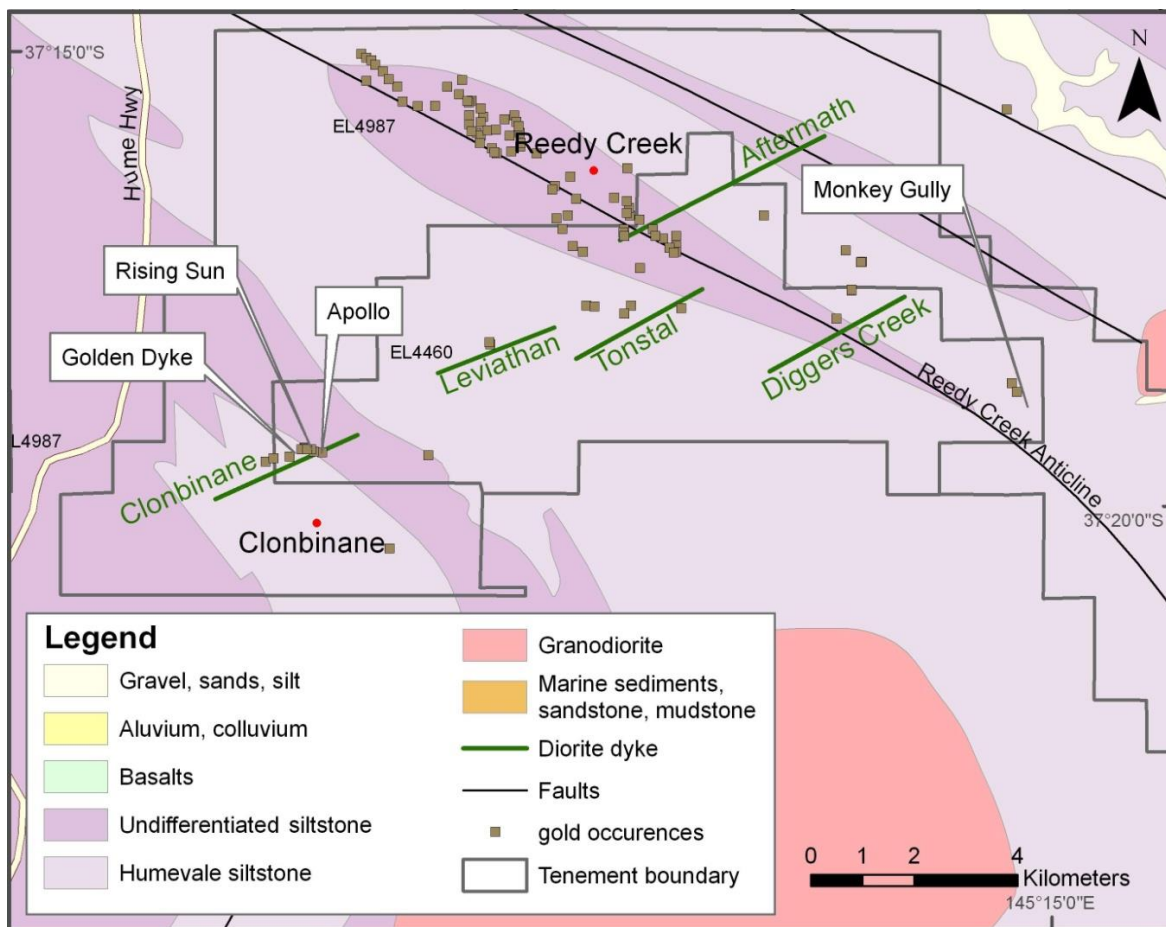 37°15'0"S
N
Hume Hwy
EL4987
Reedy Creek
Aftermath
Monkey Gully
Rising Sun
Apollo
Golden Dyke
EL4460
Leviathan
Tonstal
Diggers Creek
Reedy Creek Anticline
L4987
Clonbinane
37°20'0"S
Clonbinane
Legend
Gravel, sands, silt
Aluvium, colluvium
Basalts
Undifferentiated siltstone
Humevale siltstone
Granodiorite
Marine sediments,
sandstone, mudstone
Diorite dyke
Faults
gold occurences
Tenement boundary
0 1 2 4
Kilometers
145°15'0"E